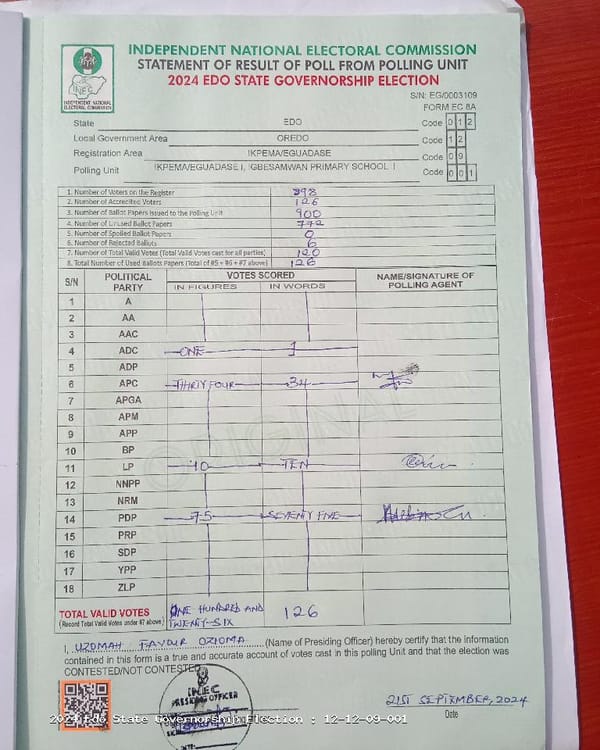 INDEPENDENT NATIONAL ELECTORAL COMMISSION
STATEMENT OF RESULT OF POLL FROM POLLING UNIT
2024 EDO STATE GOVERNORSHIP ELECTION
INEC
INDEPENDENT NATIONAL ELECTORAL COMMISSION
S/N: EG/0003109
FORM EC 8A
State EDO Code 0 1 2
Local Government Area OREDO Code 1 2
Registration Area IKPEMA/EGUADASE Code 0 9
Polling Unit IKPEMA/EGUADASE I, IGBESAMWAN PRIMARY SCHOOL I Code 0 0 1
1. Number of Voters on the Register 898
2. Number of Accredited Voters 126
3. Number of Ballot Papers Issued to the Polling Unit 900
4. Number of Unused Ballot Papers 772
5. Number of Spoiled Ballot Papers 0
6. Number of Rejected Ballots 6
7. Number of Total Valid Votes (Total Valid Votes cast for all parties) 120
8. Total Number of Used Ballots Papers (Total of #5 + #6 + #7 above) 126
S/N POLITICAL PARTY VOTES SCORED NAME/SIGNATURE OF POLLING AGENT
IN FIGURES IN WORDS
1 A
2 AA
3 AAC
4 ADC ONE 1
5 ADP
6 APC THIRTY FOUR 34
7 APGA
8 APM
9 APP
10 BP
11 LP 10 TEN
12 NNPP
13 NRM
14 PDP 75 SEVENTY FIVE
15 PRP
16 SDP
17 YPP
18 ZLP
ORIGINAL
TOTAL VALID VOTES ONE HUNDRED AND TWENTY-SIX 126
(Record Total Valid Votes under #7 above)
I, UZOMAH FAVOUR OZIOMA (Name of Presiding Officer) hereby certify that the information
contained in this form is a true and accurate account of votes cast in this polling Unit and that the election was
CONTESTED/NOT CONTESTED
INEC
PRESIDING OFFICER
21ST SEPTEMBER, 2024
Date
2024 Edo State Governorship Election : 12-12-09-001